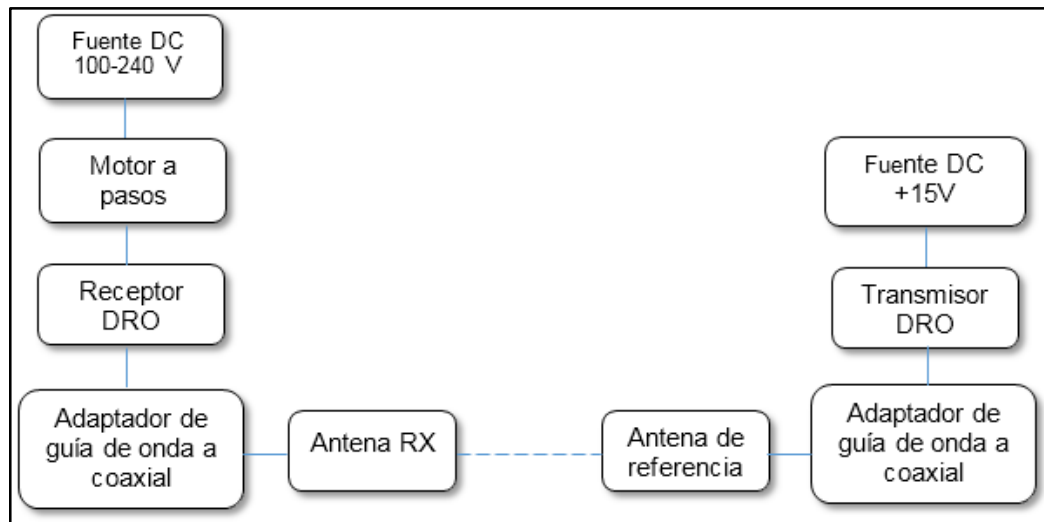 Fuente DC
100-240 V
Motor a
pasos
Receptor
DRO
Adaptador de
guía de onda a
coaxial
Antena RX
Antena de
referencia
Fuente DC
+15V
Transmisor
DRO
Adaptador de
guía de onda a
coaxial